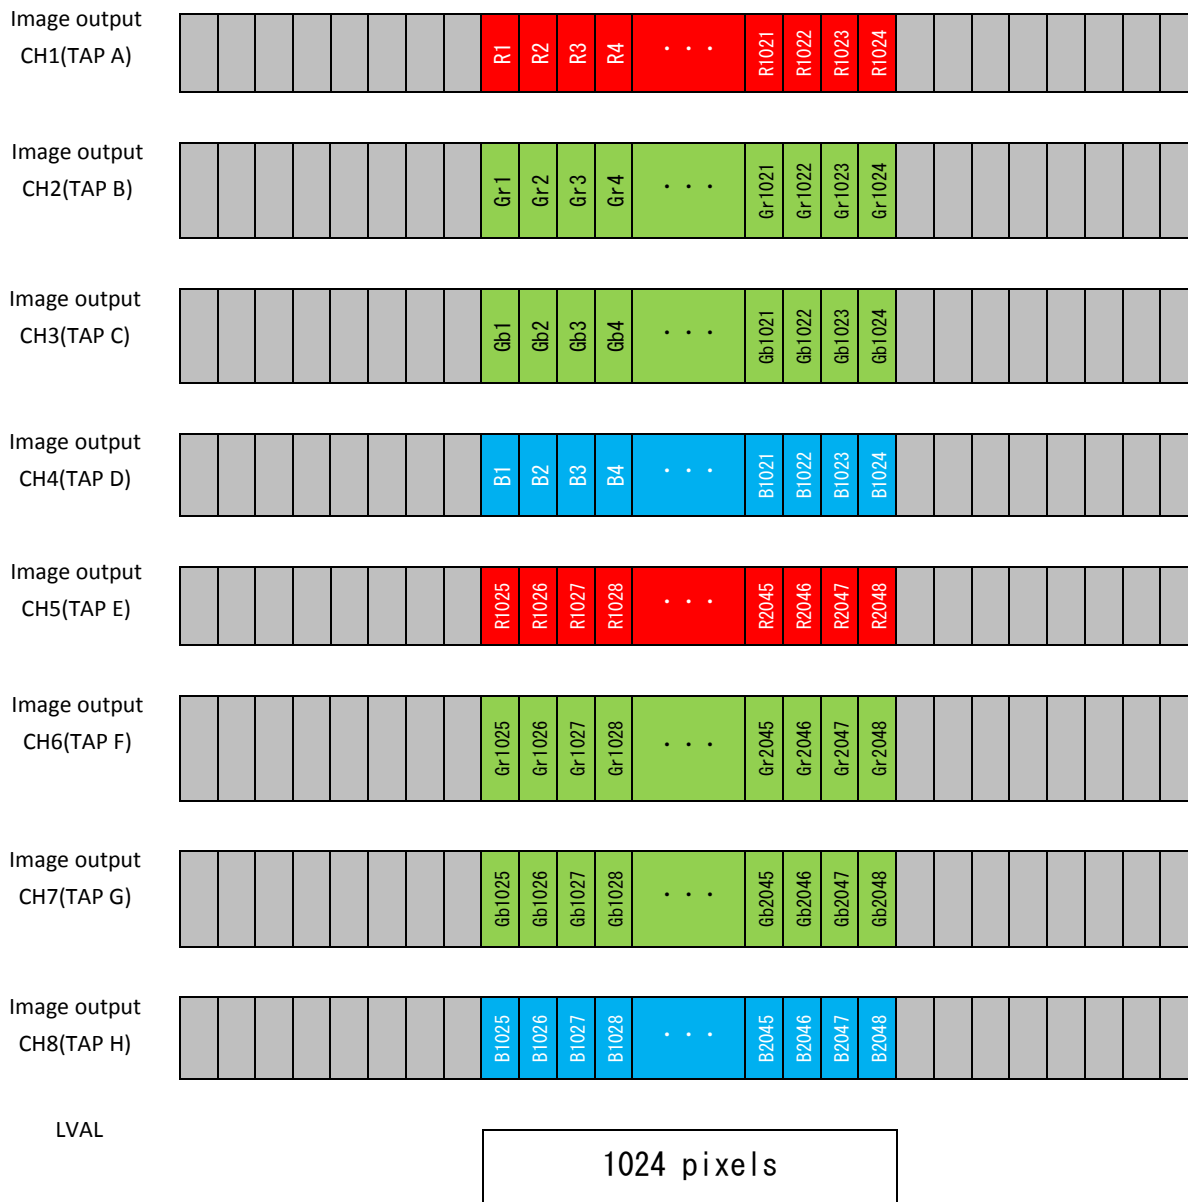 Image output
CH1(TAP A)
R1 R2 R3 R4 ・・・ R1021 R1022 R1023 R1024
Image output
CH2(TAP B)
Gr1 Gr2 Gr3 Gr4 ・・・ Gr1021 Gr1022 Gr1023 Gr1024
Image output
CH3(TAP C)
Gb1 Gb2 Gb3 Gb4 ・・・ Gb1021 Gb1022 Gb1023 Gb1024
Image output
CH4(TAP D)
B1 B2 B3 B4 ・・・ B1021 B1022 B1023 B1024
Image output
CH5(TAP E)
R1025 R1026 R1027 R1028 ・・・ R2045 R2046 R2047 R2048
Image output
CH6(TAP F)
Gr1025 Gr1026 Gr1027 Gr1028 ・・・ Gr2045 Gr2046 Gr2047 Gr2048
Image output
CH7(TAP G)
Gb1025 Gb1026 Gb1027 Gb1028 ・・・ Gb2045 Gb2046 Gb2047 Gb2048
Image output
CH8(TAP H)
B1025 B1026 B1027 B1028 ・・・ B2045 B2046 B2047 B2048
LVAL
1024 pixels